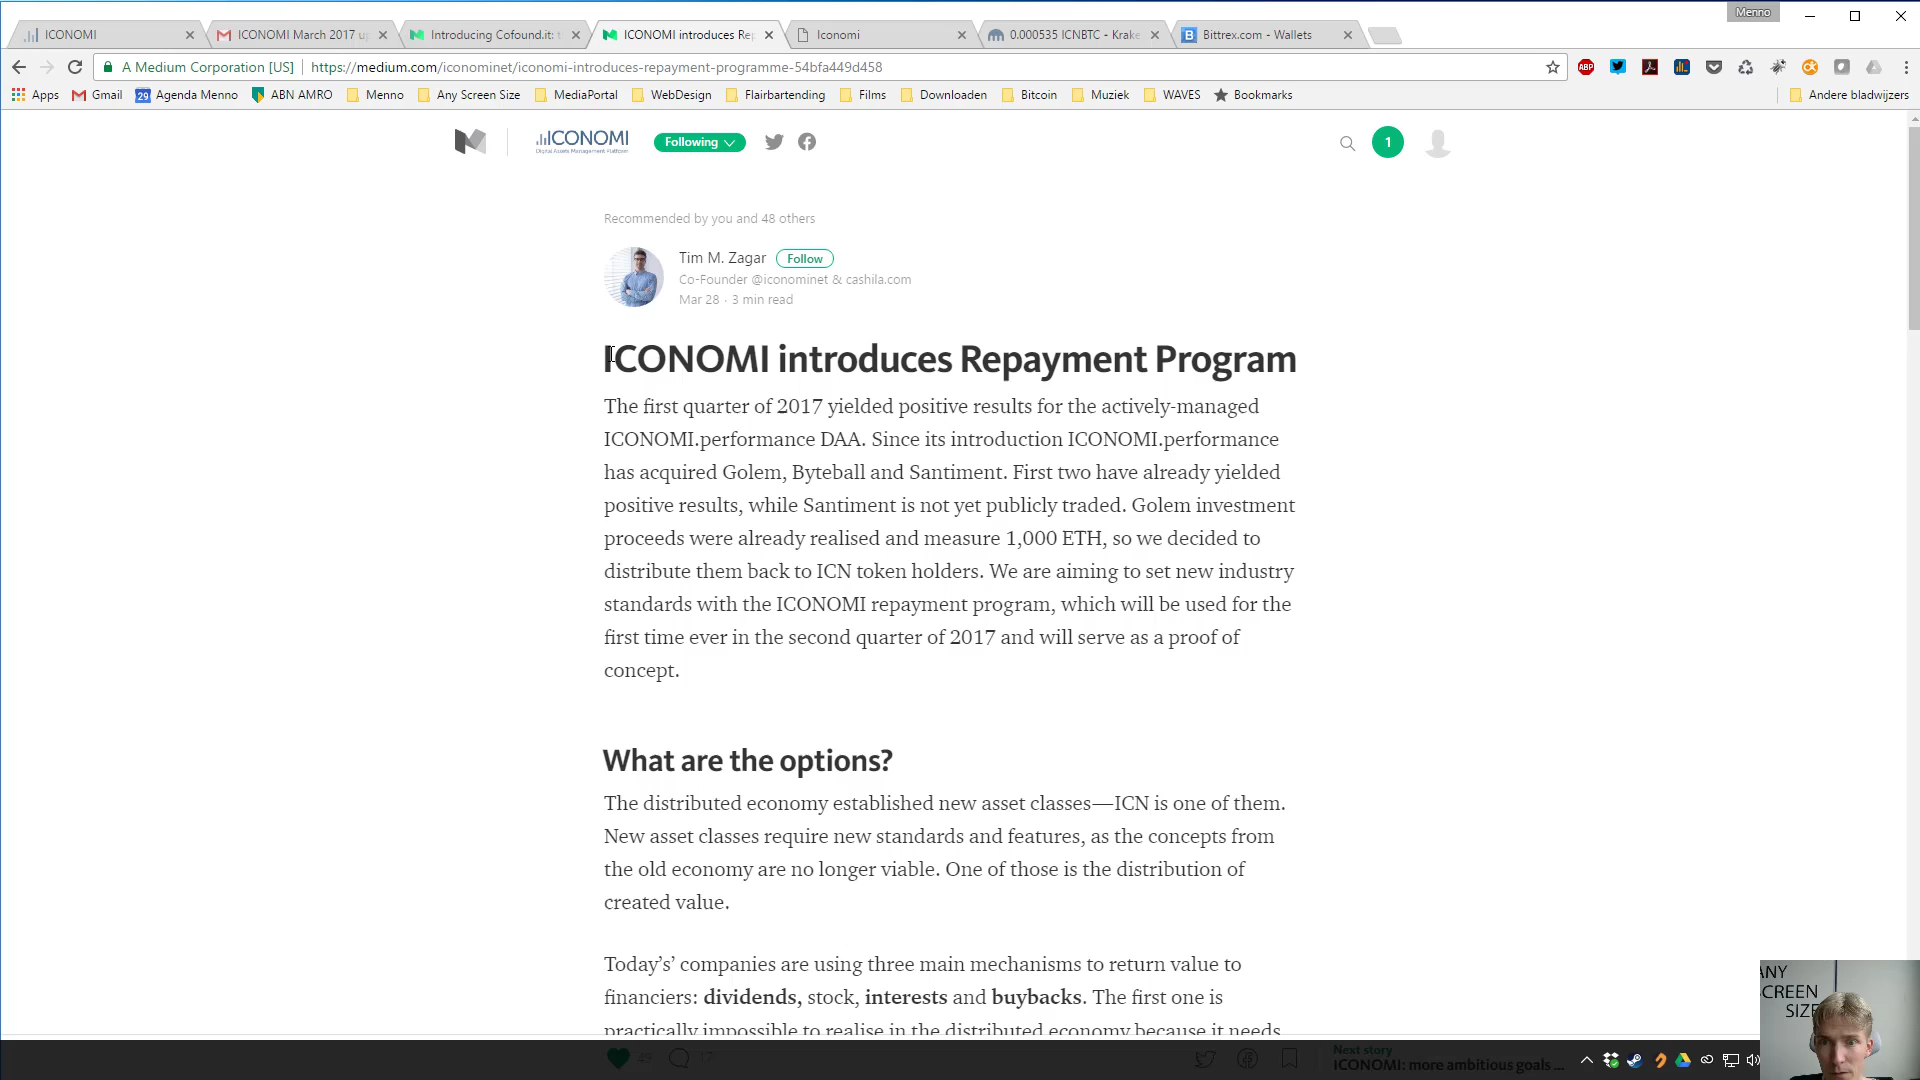 Menno
ICONOMI
ICONOMI March 2017 up
Introducing Cofound.it: t
ICONOMI introduces Rep
Iconomi
0.000535 ICNBTC - Krake
Bittrex.com - Wallets
A Medium Corporation [US]
https://medium.com/iconominet/iconomi-introduces-repayment-programme-54bfa449d458
ABP
Apps
Gmail
29
Agenda Menno
ABN AMRO
Menno
Any Screen Size
MediaPortal
WebDesign
Flairbartending
Films
Downloaden
Bitcoin
Muziek
WAVES
Bookmarks
Andere bladwijzers
ICONOMI
Digital Assets Management Platform
Following
1
Recommended by you and 48 others
Tim M. Zagar
Follow
Co-Founder @iconominet & cashila.com
Mar 28 · 3 min read
ICONOMI introduces Repayment Program
The first quarter of 2017 yielded positive results for the actively-managed
ICONOMI.performance DAA. Since its introduction ICONOMI.performance
has acquired Golem, Byteball and Santiment. First two have already yielded
positive results, while Santiment is not yet publicly traded. Golem investment
proceeds were already realised and measure 1,000 ETH, so we decided to
distribute them back to ICN token holders. We are aiming to set new industry
standards with the ICONOMI repayment program, which will be used for the
first time ever in the second quarter of 2017 and will serve as a proof of
concept.
What are the options?
The distributed economy established new asset classes—ICN is one of them.
New asset classes require new standards and features, as the concepts from
the old economy are no longer viable. One of those is the distribution of
created value.
Today’s’ companies are using three main mechanisms to return value to
financiers: dividends, stock, interests and buybacks. The first one is
practically impossible to realise in the distributed economy because it needs
49
17
Next story
ICONOMI: more ambitious goals ...
ANY
SCREEN
SIZE